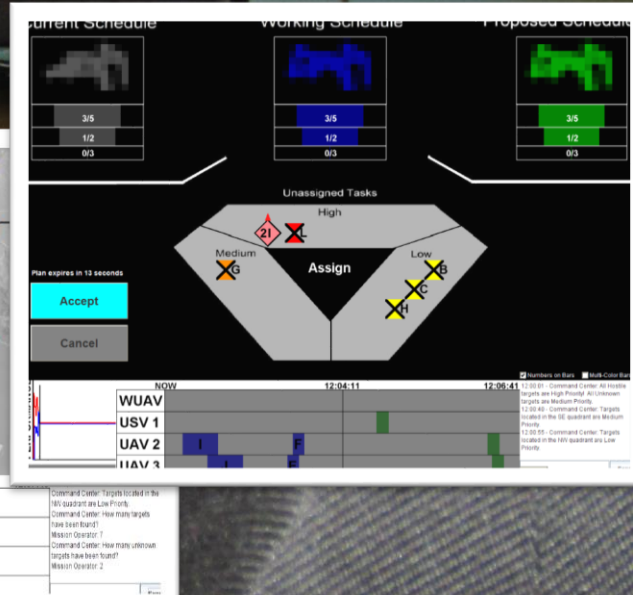 Current Schedule
Working Schedule
Proposed Schedule
3/5
3/5
3/5
1/2
1/2
1/2
0/3
0/3
0/3
Unassigned Tasks
High
2I
L
Medium
Low
G
Assign
B
C
H
Plan expires in 13 seconds
Accept
Cancel
Numbers on Bars
Multi-Color Bars
NOW
12:04:11
12:06:41
WUAV
USV 1
UAV 2
I
F
UAV 3
I
F
12:00:01 - Command Center: All Hostile
targets are High Priority! All Unknown
targets are Medium Priority.
12:00:40 - Command Center: Targets
located in the SE quadrant are Medium
Priority.
12:00:55 - Command Center: Targets
located in the NW quadrant are Low
Priority.
Command Center: Targets located in the
NW quadrant are Low Priority.
Command Center: How many targets
have been found?
Mission Operator: 7
Command Center: How many unknown
targets have been found?
Mission Operator: 2